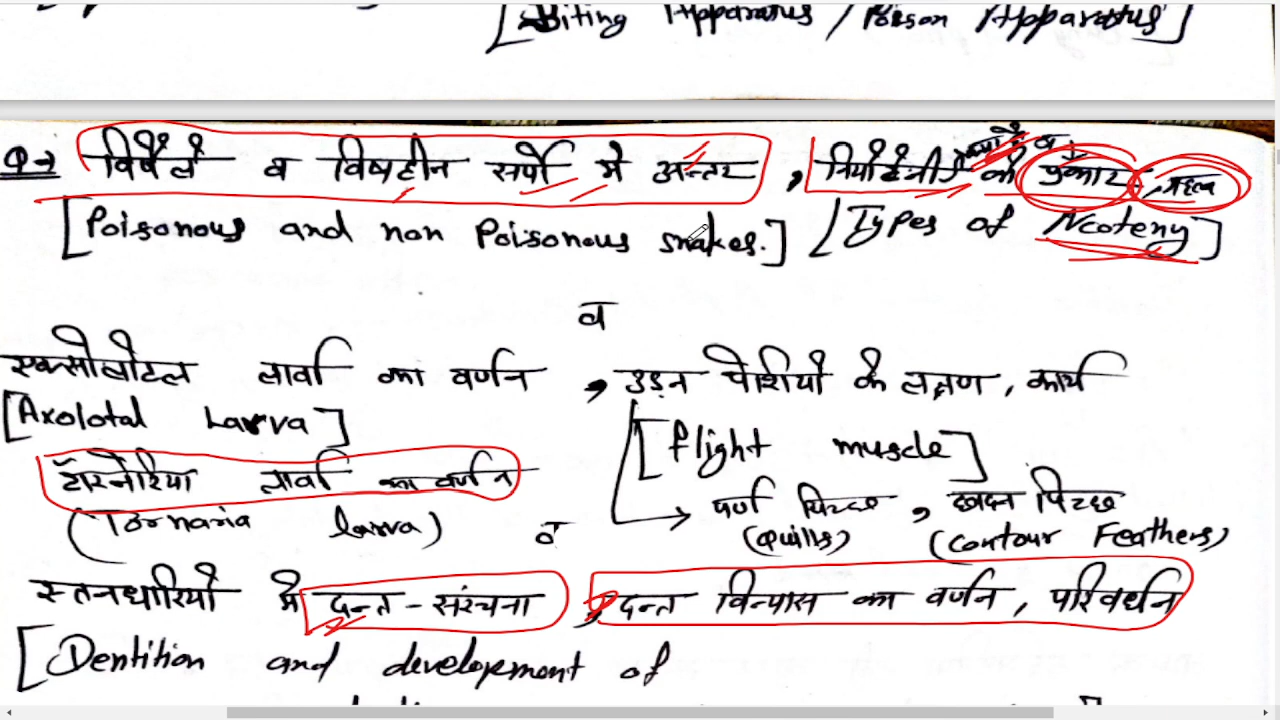 [Biting Apparatus / Poison Apparatus]
Q→ विषैले व विषहीन सर्पो मे अन्तर , नियोटेनी के प्रकार, महत्व
[Poisonous and non Poisonous snakes.] [Types of Neoteny]
व
एक्सोलोटल लार्वा का वर्णन , उड़न पेशियों के लक्षण, कार्य
[Axolotal Larva] [flight muscle]
टॉरनेरिया लार्वा का वर्णन → पर्ण पिच्छ , छादन पिच्छ
(Tornaria larva) व (Quills) (Contour Feathers)
स्तनधारियों मे दन्त - संरचना , दन्त विन्यास का वर्णन, परिवर्धन
[Dentition and development of